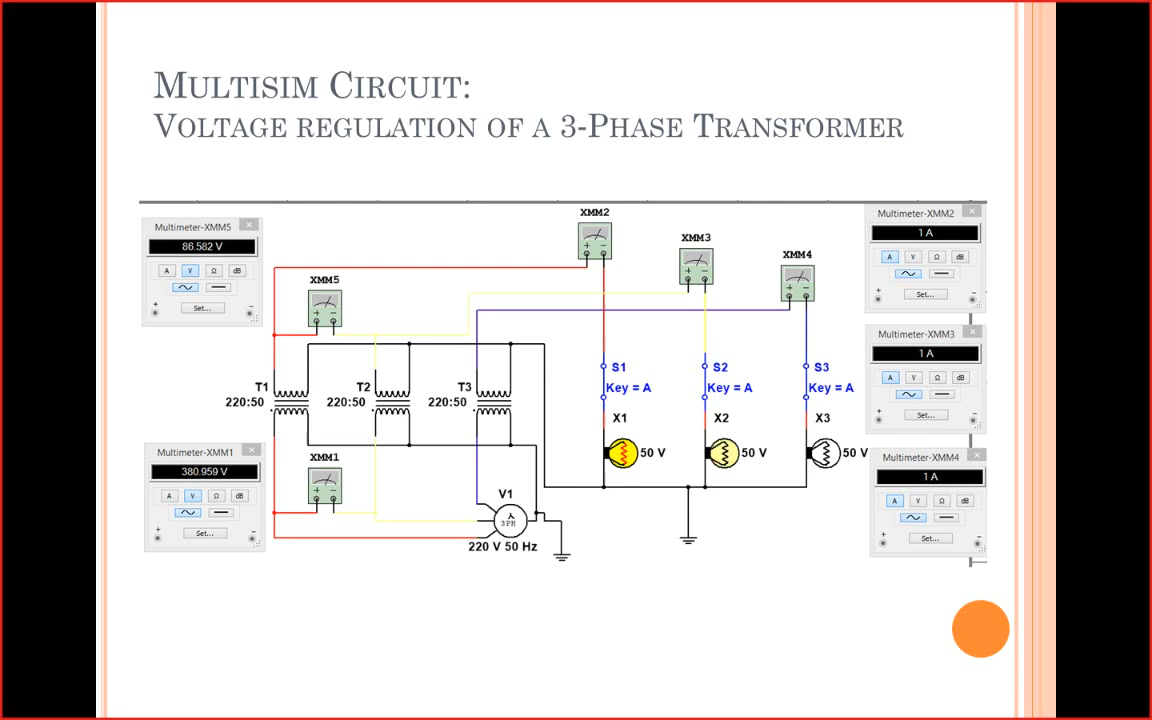 MULTISIM CIRCUIT:
VOLTAGE REGULATION OF A 3-PHASE TRANSFORMER
Multimeter-XMM5
86.582 V
A V Ω dB
Set...
+ -
XMM5
XMM2
XMM3
XMM4
Multimeter-XMM2
1 A
A V Ω dB
Set...
+ -
Multimeter-XMM3
1 A
A V Ω dB
Set...
+ -
S1
Key = A
S2
Key = A
S3
Key = A
T1
220:50
T2
220:50
T3
220:50
X1
50 V
X2
50 V
X3
50 V
Multimeter-XMM1
380.959 V
A V Ω dB
Set...
+ -
XMM1
V1
3PH
220 V 50 Hz
Multimeter-XMM4
1 A
A V Ω dB
Set...
+ -